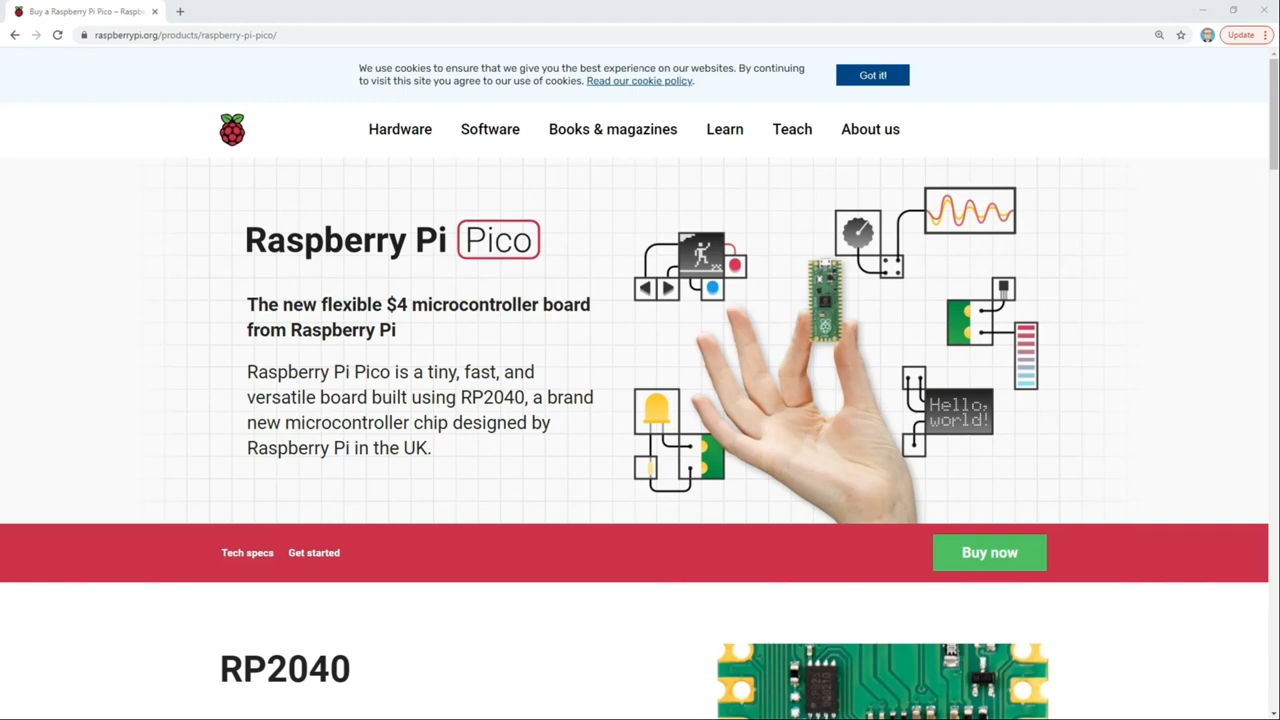 Buy a Raspberry Pi Pico – Raspb
raspberrypi.org/products/raspberry-pi-pico/
Update
We use cookies to ensure that we give you the best experience on our websites. By continuing
to visit this site you agree to our use of cookies. Read our cookie policy.
Got it!
Hardware Software Books & magazines Learn Teach About us
Raspberry Pi Pico
The new flexible $4 microcontroller board
from Raspberry Pi
Raspberry Pi Pico is a tiny, fast, and
versatile board built using RP2040, a brand
new microcontroller chip designed by
Raspberry Pi in the UK.
Hello,
world!
Tech specs Get started
Buy now
RP2040